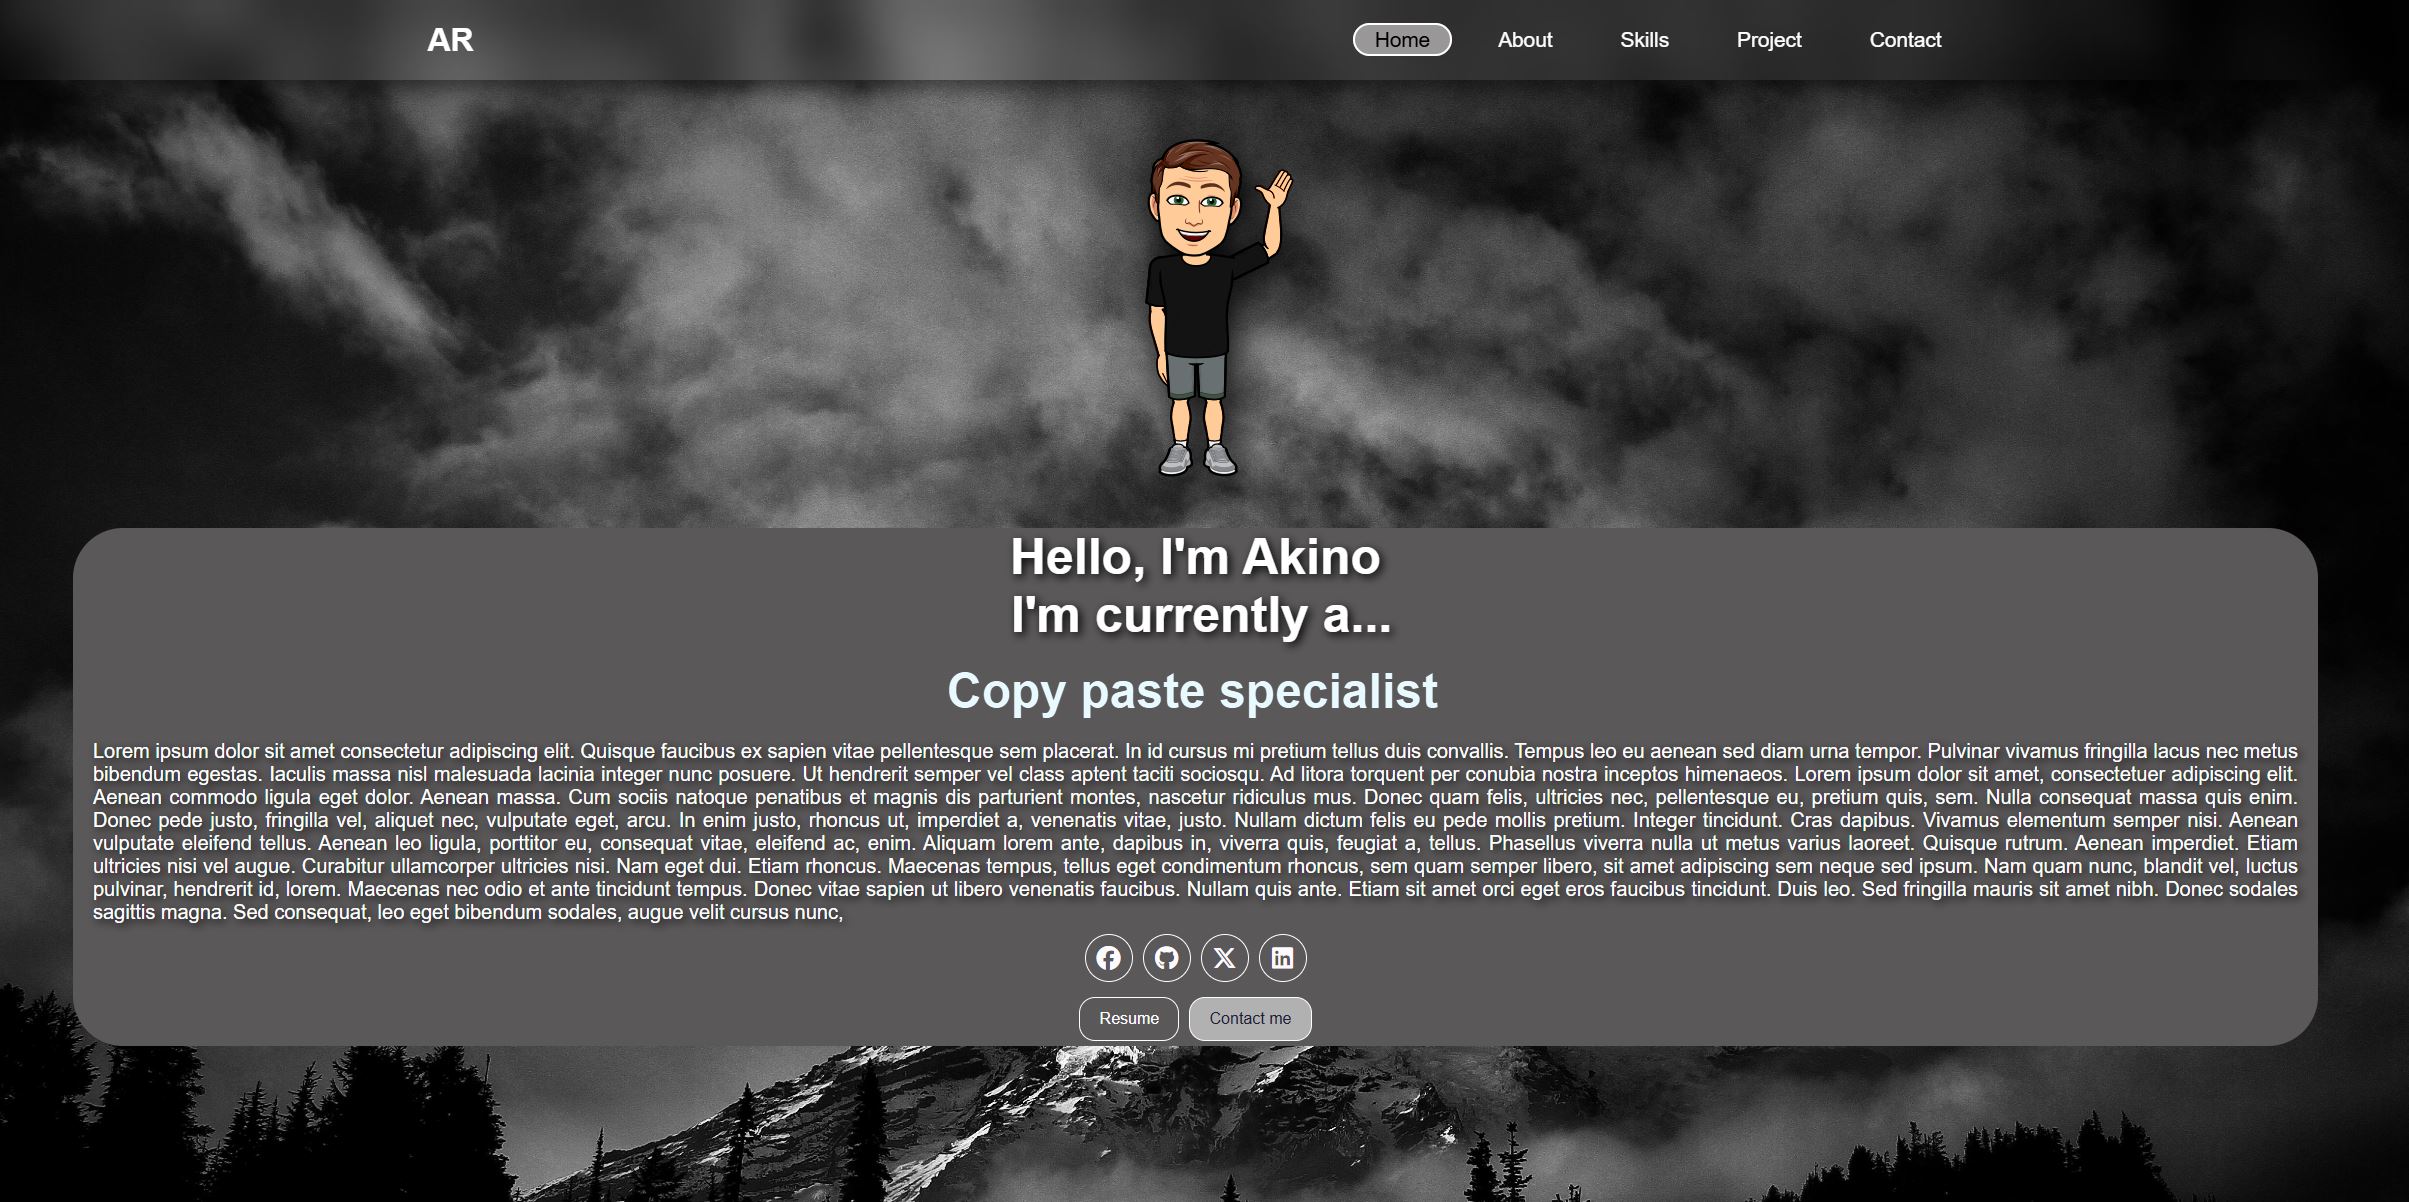 AR
Home
About
Skills
Project
Contact
Hello, I'm Akino
I'm currently a...
Copy paste specialist
Lorem ipsum dolor sit amet consectetur adipiscing elit. Quisque faucibus ex sapien vitae pellentesque sem placerat. In id cursus mi pretium tellus duis convallis. Tempus leo eu aenean sed diam urna tempor. Pulvinar vivamus fringilla lacus nec metus
bibendum egestas. Iaculis massa nisl malesuada lacinia integer nunc posuere. Ut hendrerit semper vel class aptent taciti sociosqu. Ad litora torquent per conubia nostra inceptos himenaeos. Lorem ipsum dolor sit amet, consectetuer adipiscing elit.
Aenean commodo ligula eget dolor. Aenean massa. Cum sociis natoque penatibus et magnis dis parturient montes, nascetur ridiculus mus. Donec quam felis, ultricies nec, pellentesque eu, pretium quis, sem. Nulla consequat massa quis enim.
Donec pede justo, fringilla vel, aliquet nec, vulputate eget, arcu. In enim justo, rhoncus ut, imperdiet a, venenatis vitae, justo. Nullam dictum felis eu pede mollis pretium. Integer tincidunt. Cras dapibus. Vivamus elementum semper nisi. Aenean
vulputate eleifend tellus. Aenean leo ligula, porttitor eu, consequat vitae, eleifend ac, enim. Aliquam lorem ante, dapibus in, viverra quis, feugiat a, tellus. Phasellus viverra nulla ut metus varius laoreet. Quisque rutrum. Aenean imperdiet. Etiam
ultricies nisi vel augue. Curabitur ullamcorper ultricies nisi. Nam eget dui. Etiam rhoncus. Maecenas tempus, tellus eget condimentum rhoncus, sem quam semper libero, sit amet adipiscing sem neque sed ipsum. Nam quam nunc, blandit vel, luctus
pulvinar, hendrerit id, lorem. Maecenas nec odio et ante tincidunt tempus. Donec vitae sapien ut libero venenatis faucibus. Nullam quis ante. Etiam sit amet orci eget eros faucibus tincidunt. Duis leo. Sed fringilla mauris sit amet nibh. Donec sodales
sagittis magna. Sed consequat, leo eget bibendum sodales, augue velit cursus nunc,
Resume
Contact me